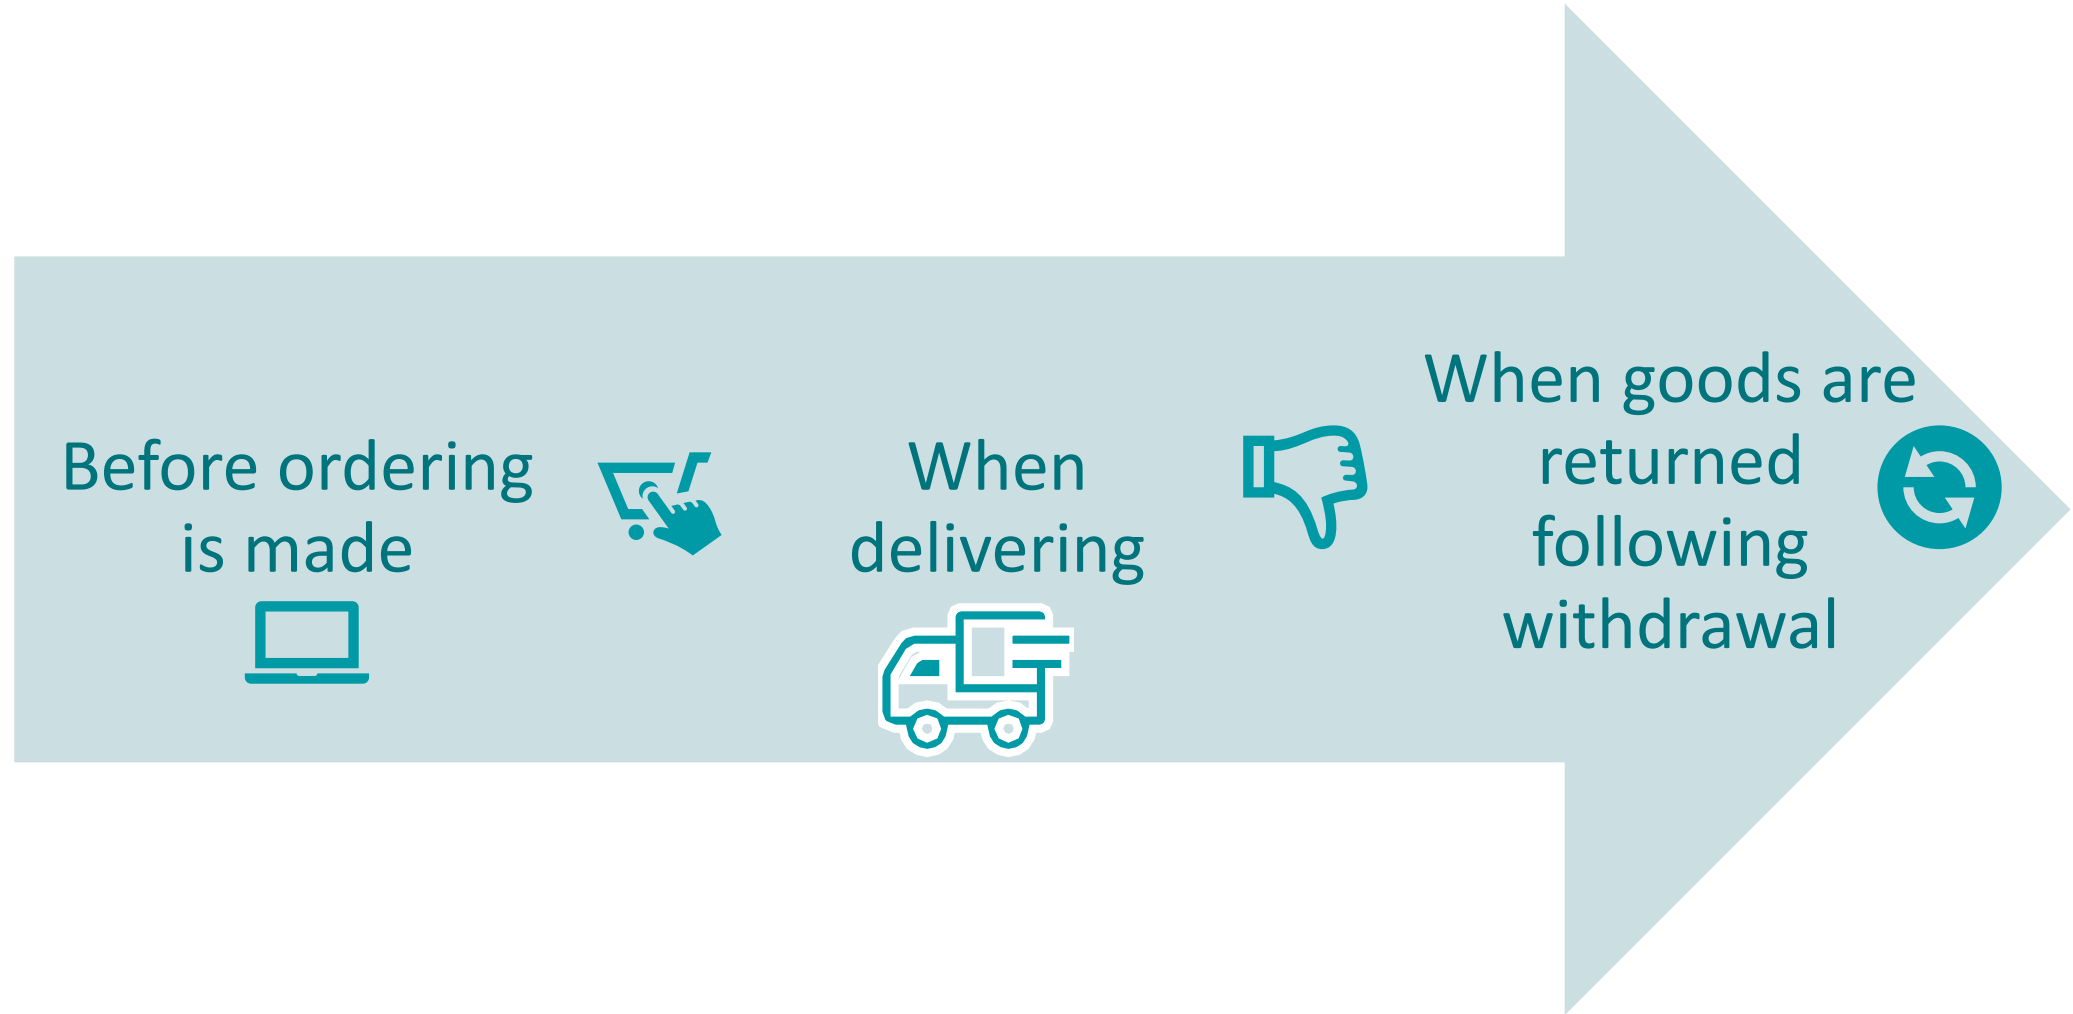 Before ordering
is made
When
delivering
When goods are
returned
following
withdrawal